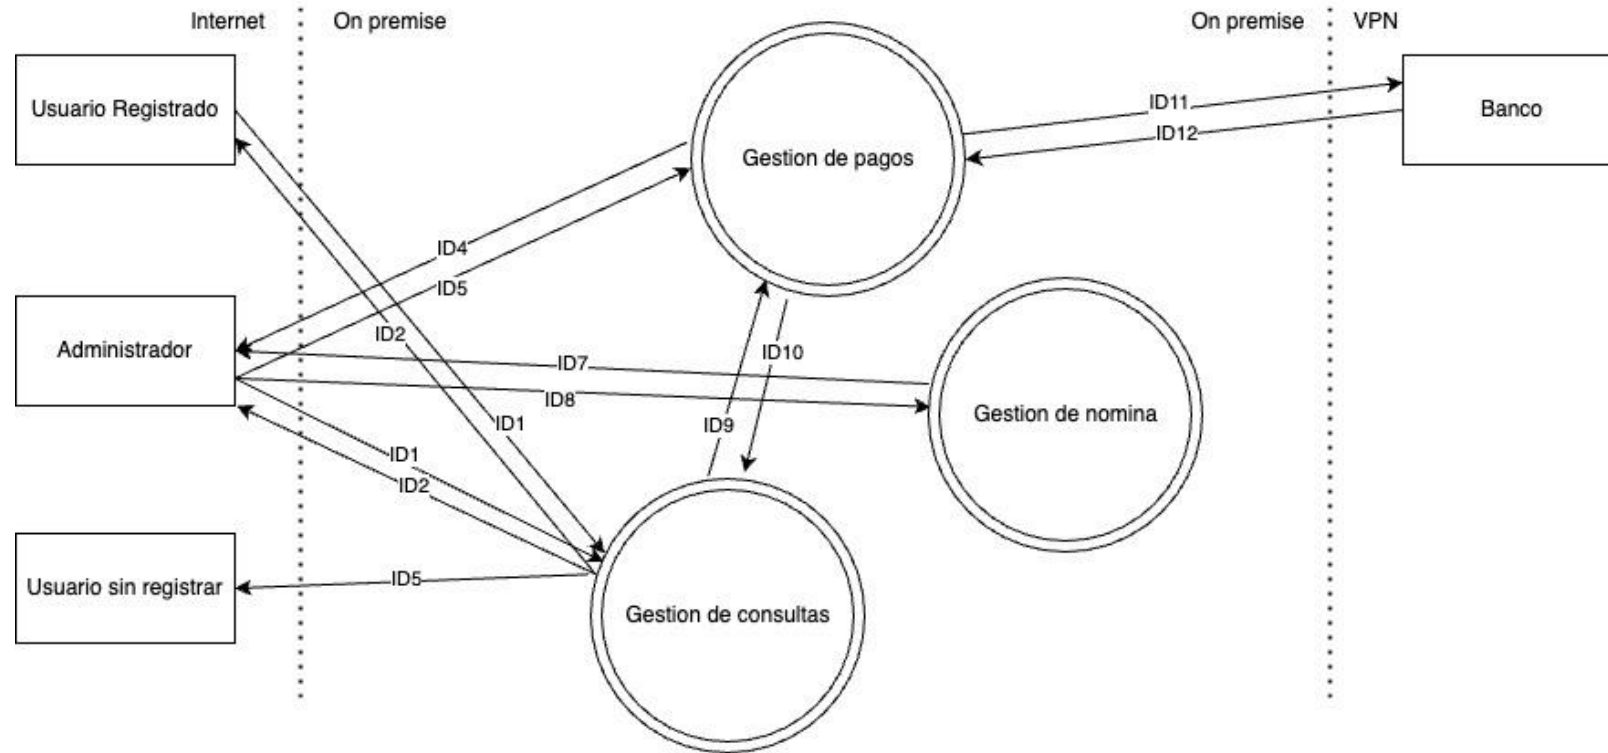 Internet
On premise
On premise
VPN
Usuario Registrado
Gestion de pagos
Banco
ID11
ID12
ID4
ID5
ID2
Administrador
ID7
ID8
ID10
ID9
Gestion de nomina
ID1
ID1
ID2
Usuario sin registrar
ID5
Gestion de consultas